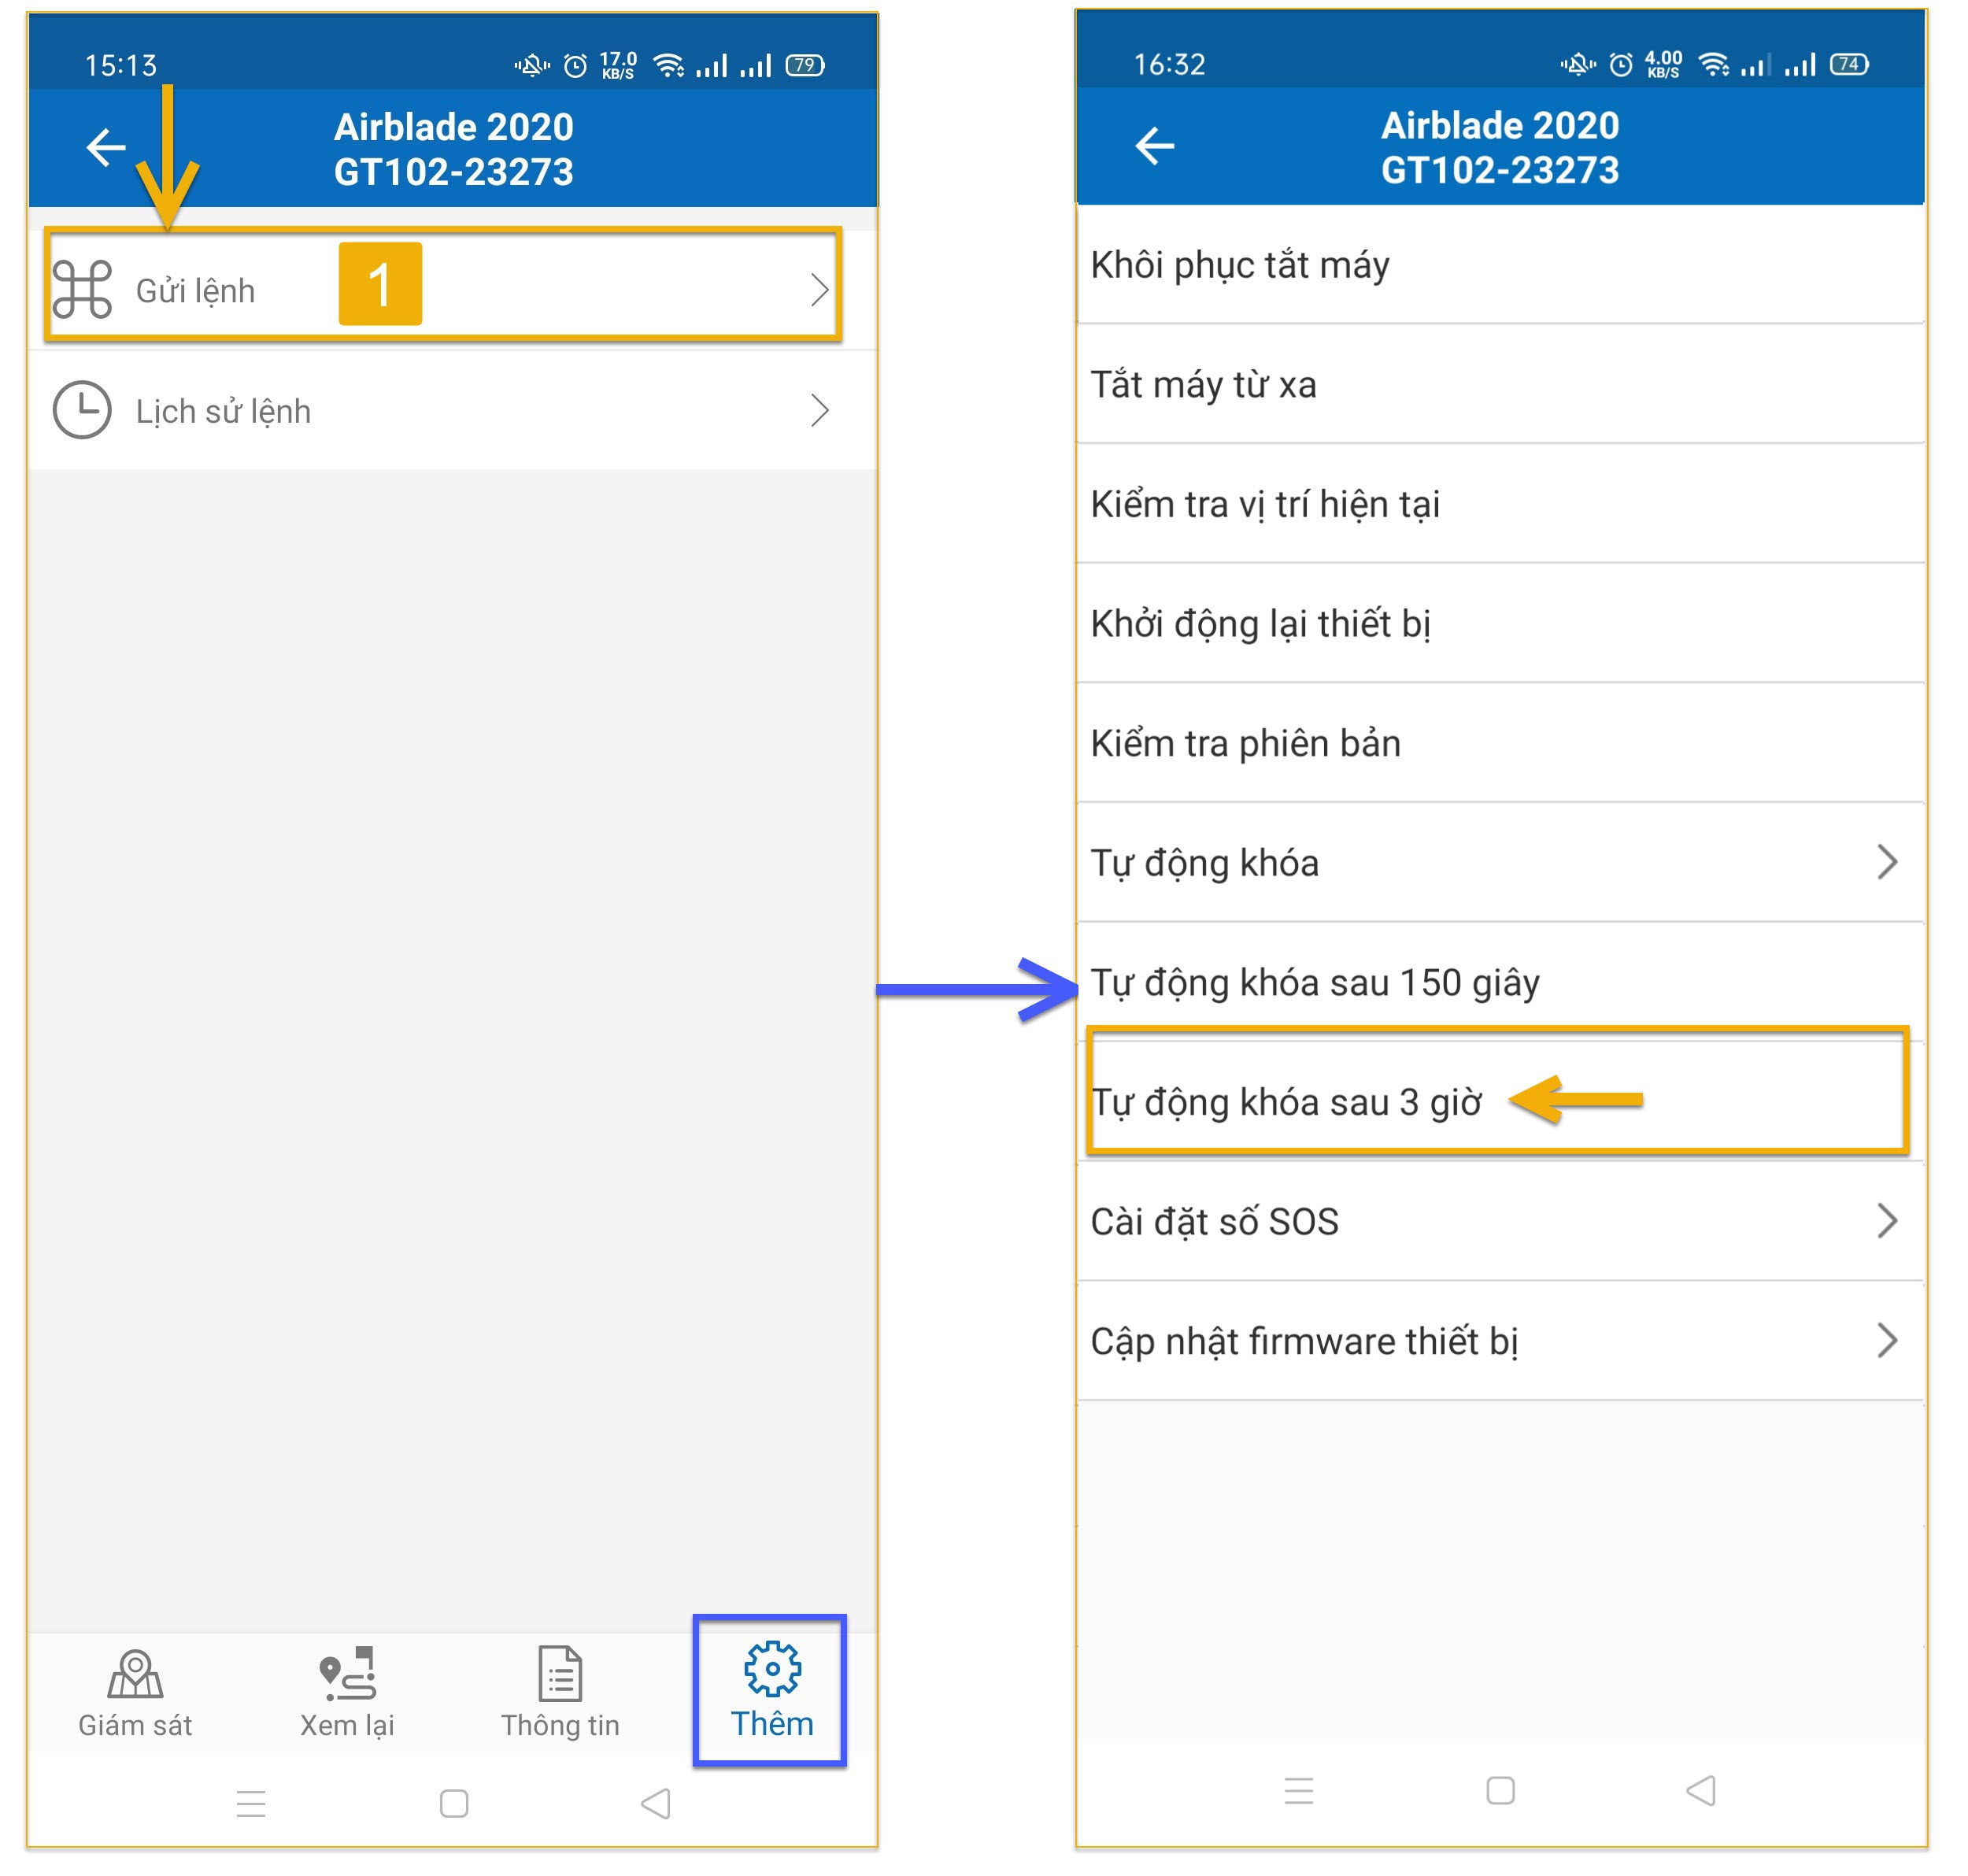 15:13
17.0
KB/S
79
Airblade 2020
GT102-23273
Gửi lệnh
1
Lịch sử lệnh
Giám sát
Xem lại
Thông tin
Thêm
16:32
4.00
KB/S
74
Airblade 2020
GT102-23273
Khôi phục tắt máy
Tắt máy từ xa
Kiểm tra vị trí hiện tại
Khởi động lại thiết bị
Kiểm tra phiên bản
Tự động khóa
Tự động khóa sau 150 giây
Tự động khóa sau 3 giờ
Cài đặt số SOS
Cập nhật firmware thiết bị